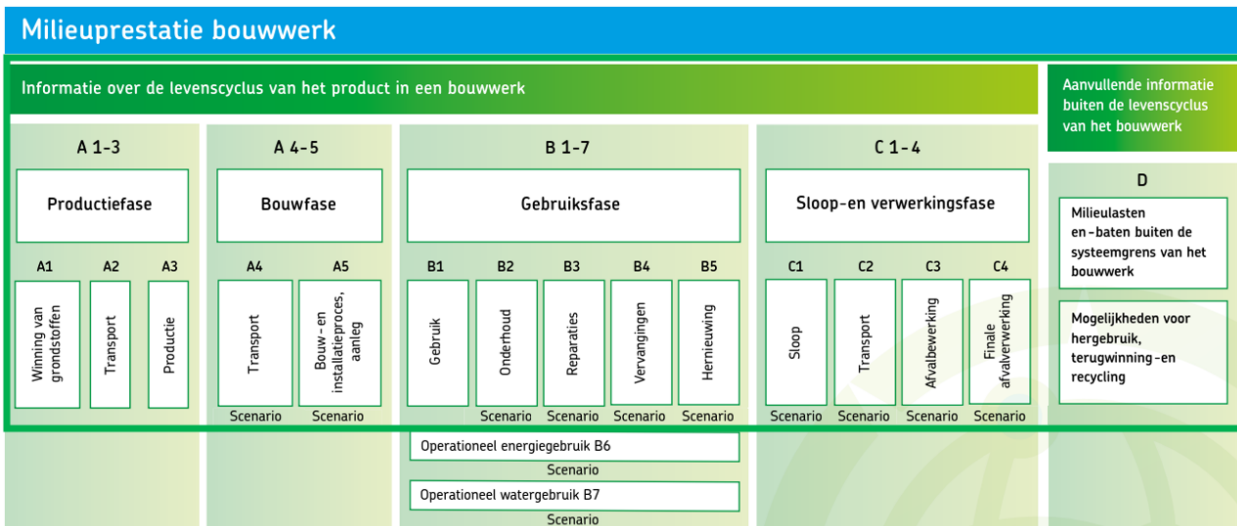 Milieuprestatie bouwwerk
Informatie over de levenscyclus van het product in een bouwwerk
Aanvullende informatie
buiten de levenscyclus
van het bouwwerk
A 1-3
Productiefase
A1
A2
A3
Winning van
grondstoffen
Transport
Productie
A 4-5
Bouwfase
A4
A5
Transport
Bouw- en
installatieproces,
aanleg
Scenario
Scenario
B 1-7
Gebruiksfase
B1
B2
B3
B4
B5
Gebruik
Onderhoud
Reparaties
Vervangingen
Hernieuwing
Scenario
Scenario
Scenario
Scenario
Operationeel energiegebruik B6
Scenario
Operationeel watergebruik B7
Scenario
C 1-4
Sloop-en verwerkingsfase
C1
C2
C3
C4
Sloop
Transport
Afvalbewerking
Finale
afvalverwerking
Scenario
Scenario
Scenario
Scenario
D
Milieulasten
en-baten buiten de
systeemgrens van het
bouwwerk
Mogelijkheden voor
hergebruik,
terugwinning-en
recycling